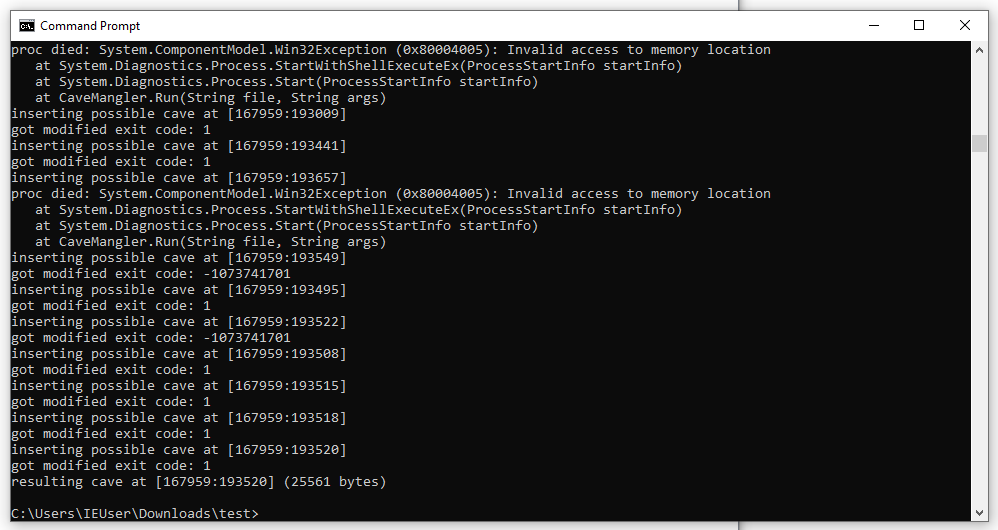 Command Prompt
proc died: System.ComponentModel.Win32Exception (0x80004005): Invalid access to memory location
   at System.Diagnostics.Process.StartWithShellExecuteEx(ProcessStartInfo startInfo)
   at System.Diagnostics.Process.Start(ProcessStartInfo startInfo)
   at CaveMangler.Run(String file, String args)
inserting possible cave at [167959:193009]
got modified exit code: 1
inserting possible cave at [167959:193441]
got modified exit code: 1
inserting possible cave at [167959:193657]
proc died: System.ComponentModel.Win32Exception (0x80004005): Invalid access to memory location
   at System.Diagnostics.Process.StartWithShellExecuteEx(ProcessStartInfo startInfo)
   at System.Diagnostics.Process.Start(ProcessStartInfo startInfo)
   at CaveMangler.Run(String file, String args)
inserting possible cave at [167959:193549]
got modified exit code: -1073741701
inserting possible cave at [167959:193495]
got modified exit code: 1
inserting possible cave at [167959:193522]
got modified exit code: -1073741701
inserting possible cave at [167959:193508]
got modified exit code: 1
inserting possible cave at [167959:193515]
got modified exit code: 1
inserting possible cave at [167959:193518]
got modified exit code: 1
inserting possible cave at [167959:193520]
got modified exit code: 1
resulting cave at [167959:193520] (25561 bytes)
C:\Users\IEUser\Downloads\test>